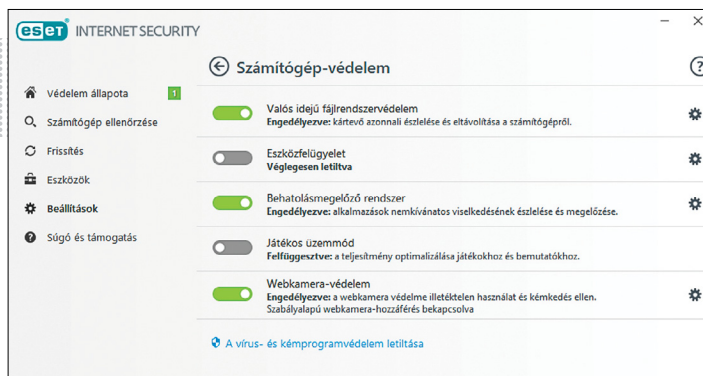 eseT INTERNET SECURITY
Számítógép-védelem
Védelem állapota 1
Számítógép ellenőrzése
Frissítés
Eszközök
Beállítások
Súgó és támogatás
Valós idejű fájlrendszervédelem
Engedélyezve: kártevő azonnali észlelése és eltávolítása a számítógépről.
Eszközfelügyelet
Véglegesen letiltva
Behatolásmegelőző rendszer
Engedélyezve: alkalmazások nemkívánatos viselkedésének észlelése és megelőzése.
Játékos üzemmód
Felfüggesztve: a teljesítmény optimalizálása játékokhoz és bemutatókhoz.
Webkamera-védelem
Engedélyezve: a webkamera védelme illetéktelen használat és kémkedés ellen.
Szabályalapú webkamera-hozzáférés bekapcsolva
A vírus- és kémprogramvédelem letiltása